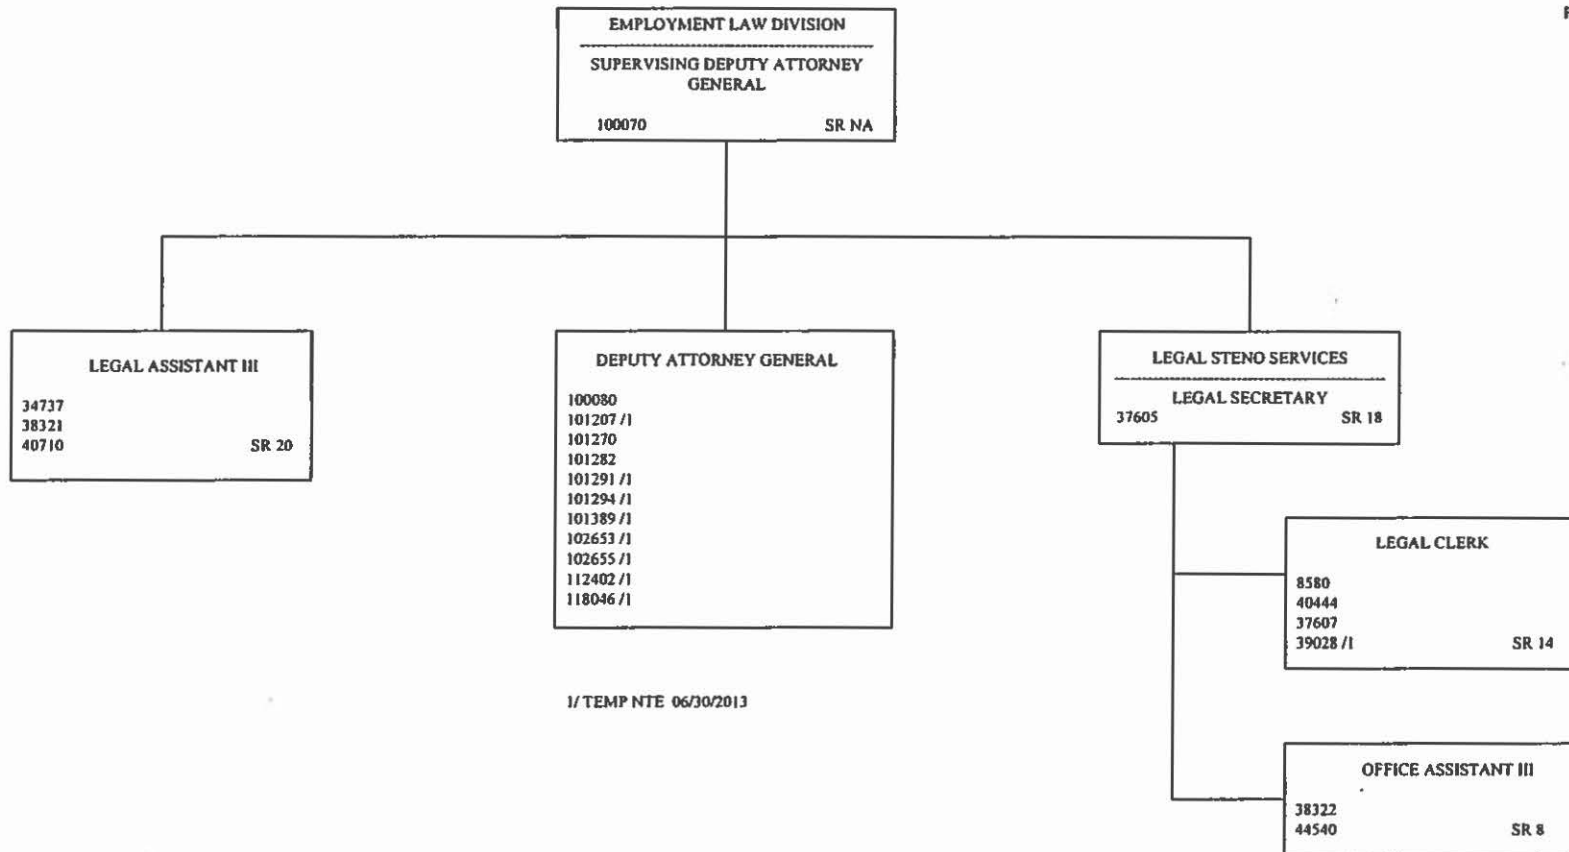 EMPLOYMENT LAW DIVISION
SUPERVISING DEPUTY ATTORNEY
GENERAL
100070 SR NA
LEGAL ASSISTANT III
34737
38321
40710 SR 20
DEPUTY ATTORNEY GENERAL
100080
101207 /1
101270
101282
101291 /1
101294 /1
101389 /1
102653 /1
102655 /1
112402 /1
118046 /1
1/ TEMP NTE 06/30/2013
LEGAL STENO SERVICES
LEGAL SECRETARY
37605 SR 18
LEGAL CLERK
8580
40444
37607
39028 /1 SR 14
OFFICE ASSISTANT III
38322
44540 SR 8